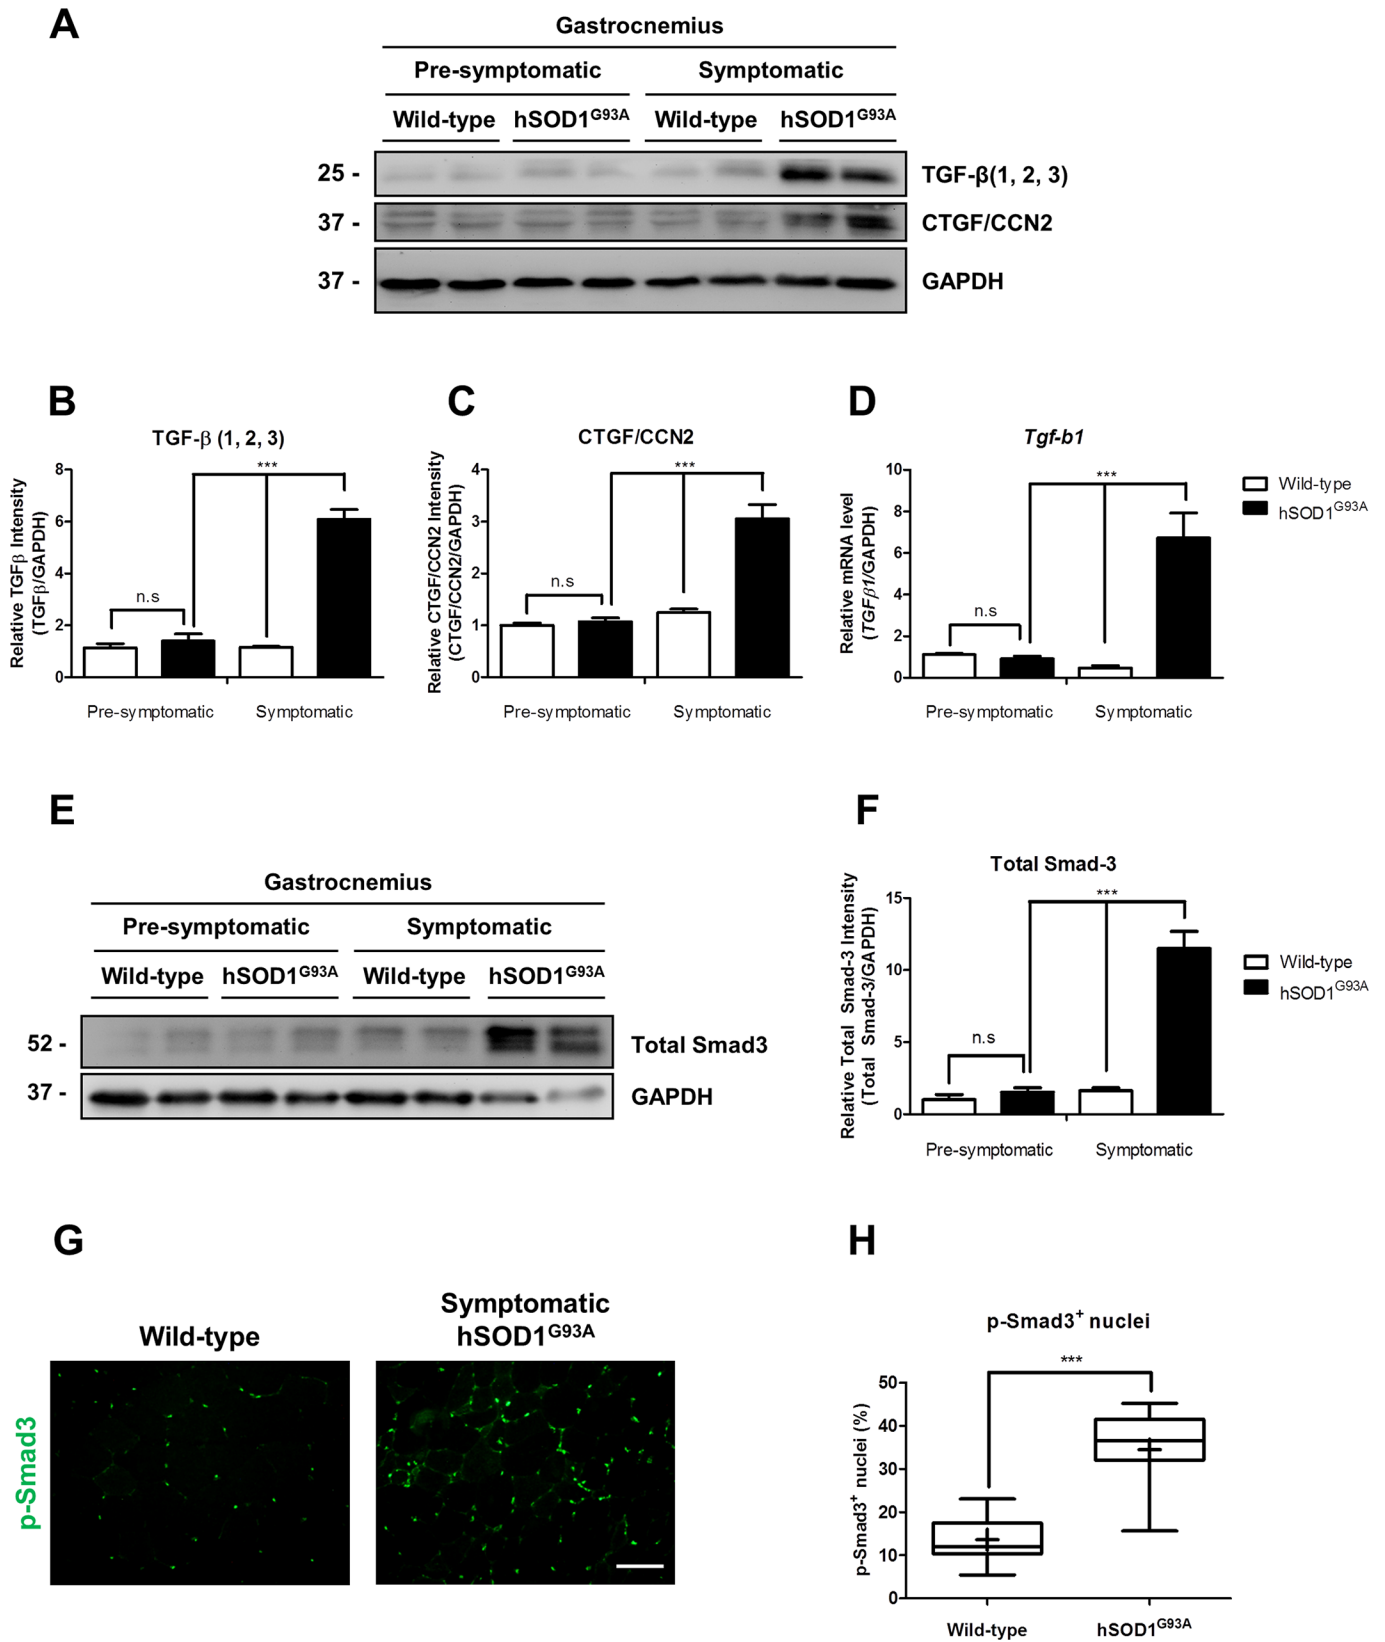 A
Gastrocnemius
Pre-symptomatic Symptomatic
Wild-type hSOD1G93A Wild-type hSOD1G93A
25 - TGF-β(1, 2, 3)
37 - CTGF/CCN2
37 - GAPDH
B
TGF-β (1, 2, 3)
Relative TGFβ Intensity
(TGFβ/GAPDH)
8
6
4
2
0
n.s
***
Pre-symptomatic Symptomatic
C
CTGF/CCN2
Relative CTGF/CCN2 Intensity
(CTGF/CCN2/GAPDH)
4
3
2
1
0
n.s
***
Pre-symptomatic Symptomatic
D
Tgf-b1
Relative mRNA level
(TGFβ1/GAPDH)
10
8
6
4
2
0
n.s
***
Pre-symptomatic Symptomatic
Wild-type
hSOD1G93A
E
Gastrocnemius
Pre-symptomatic Symptomatic
Wild-type hSOD1G93A Wild-type hSOD1G93A
52 - Total Smad3
37 - GAPDH
F
Total Smad-3
Relative Total Smad-3 Intensity
(Total Smad-3/GAPDH)
15
10
5
0
n.s
***
Pre-symptomatic Symptomatic
Wild-type
hSOD1G93A
G
Wild-type
Symptomatic
hSOD1G93A
p-Smad3
H
p-Smad3+ nuclei
p-Smad3+ nuclei (%)
50
40
30
20
10
0
***
Wild-type hSOD1G93A